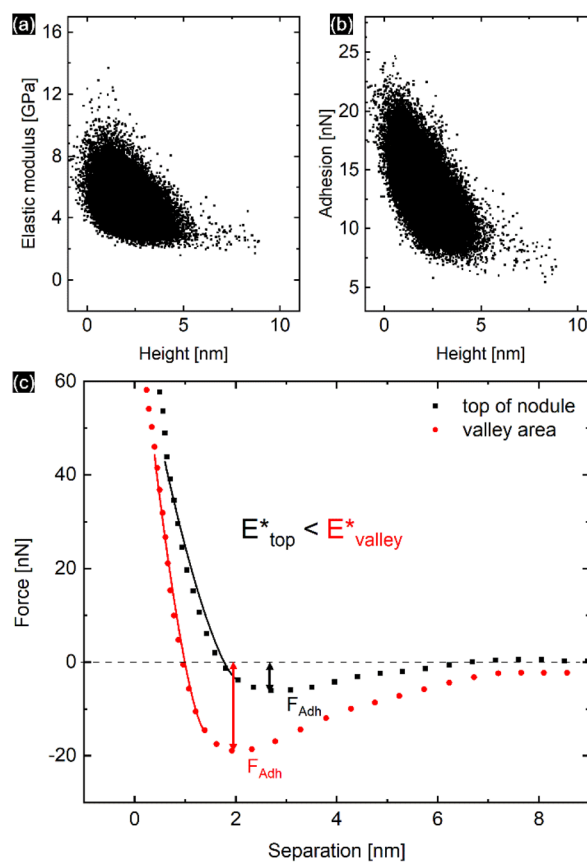 (a)
Elastic modulus [GPa]
16
12
8
4
0
0
5
10
Height [nm]
(b)
Adhesion [nN]
25
20
15
10
5
0
5
10
Height [nm]
(c)
Force [nN]
60
40
20
0
-20
top of nodule
valley area
E*top < E*valley
FAdh
FAdh
0
2
4
6
8
Separation [nm]